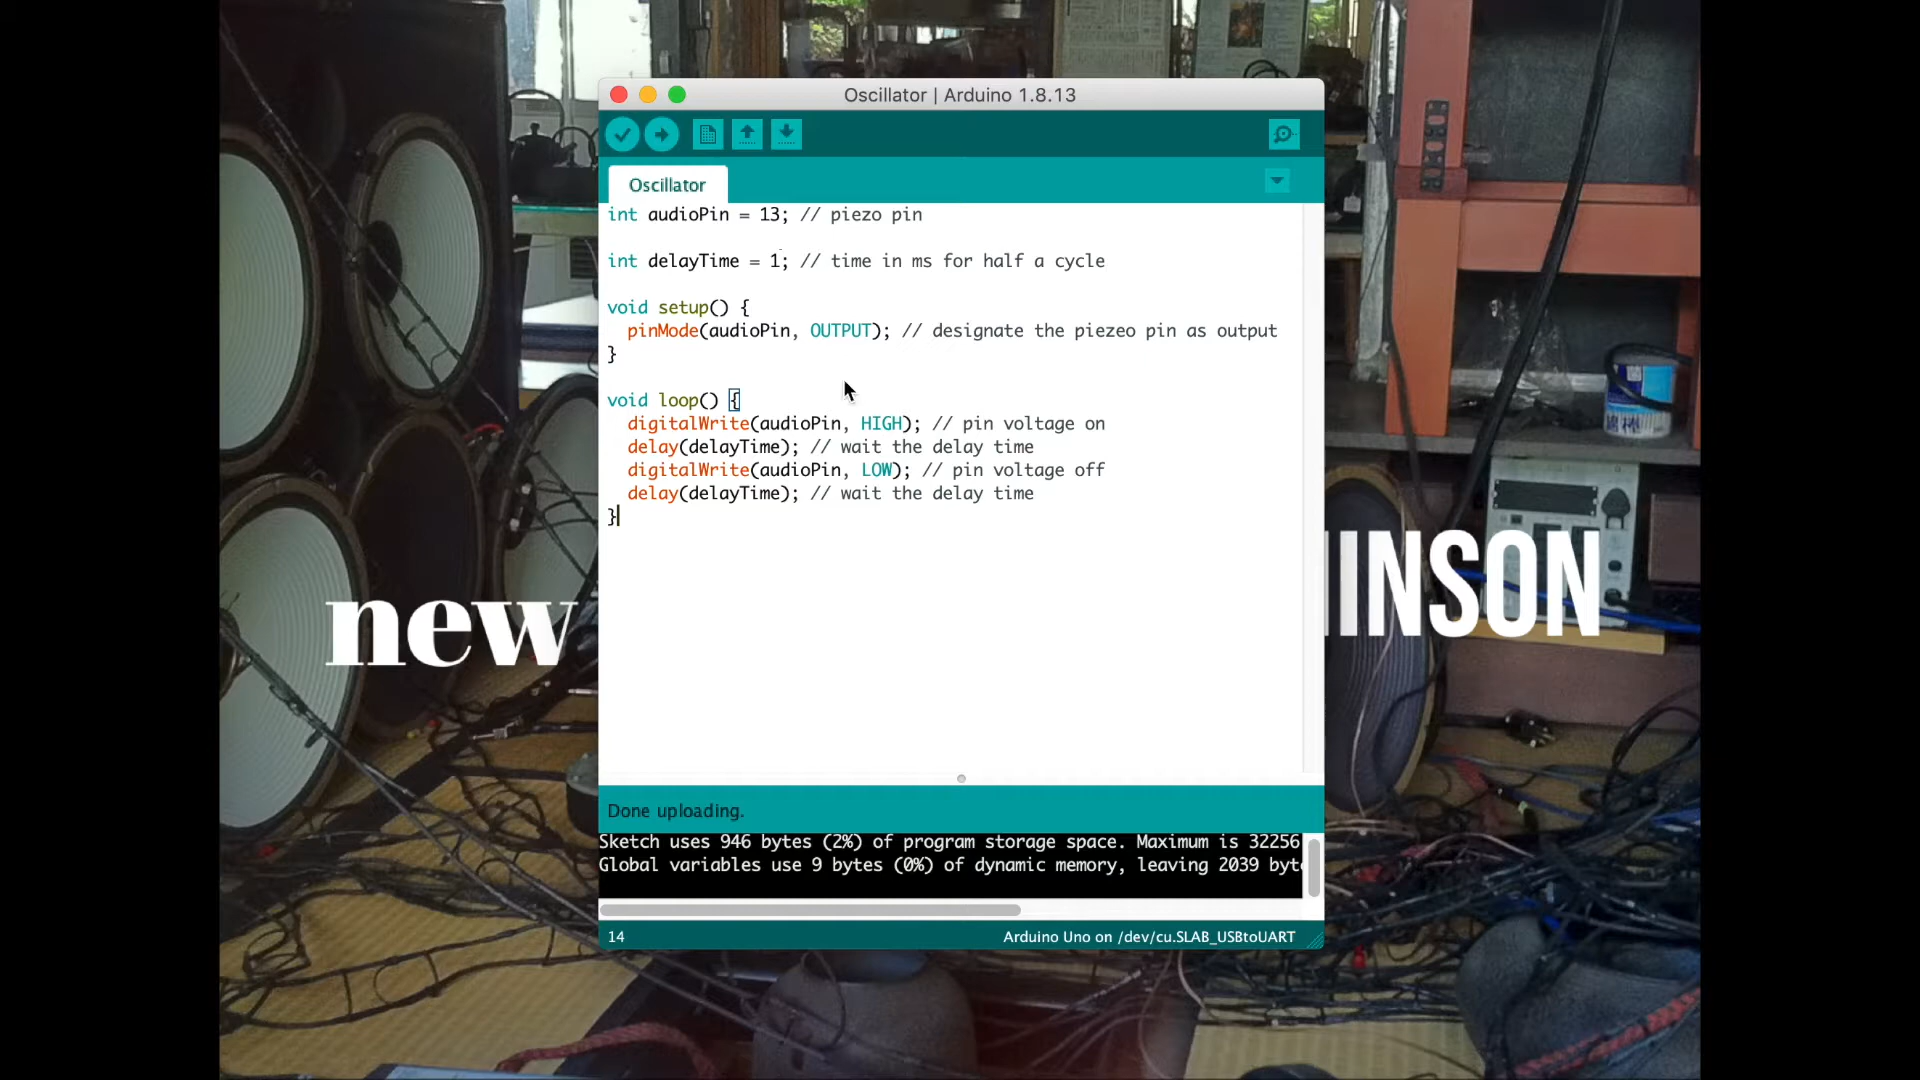 Oscillator | Arduino 1.8.13
Oscillator
int audioPin = 13; // piezo pin
int delayTime = 1; // time in ms for half a cycle
void setup() {
pinMode(audioPin, OUTPUT); // designate the piezeo pin as output
}
void loop() {
digitalWrite(audioPin, HIGH); // pin voltage on
delay(delayTime); // wait the delay time
digitalWrite(audioPin, LOW); // pin voltage off
delay(delayTime); // wait the delay time
}
new
INSON
Done uploading.
Sketch uses 946 bytes (2%) of program storage space. Maximum is 32256
Global variables use 9 bytes (0%) of dynamic memory, leaving 2039 byt
14
Arduino Uno on /dev/cu.SLAB_USBtoUART